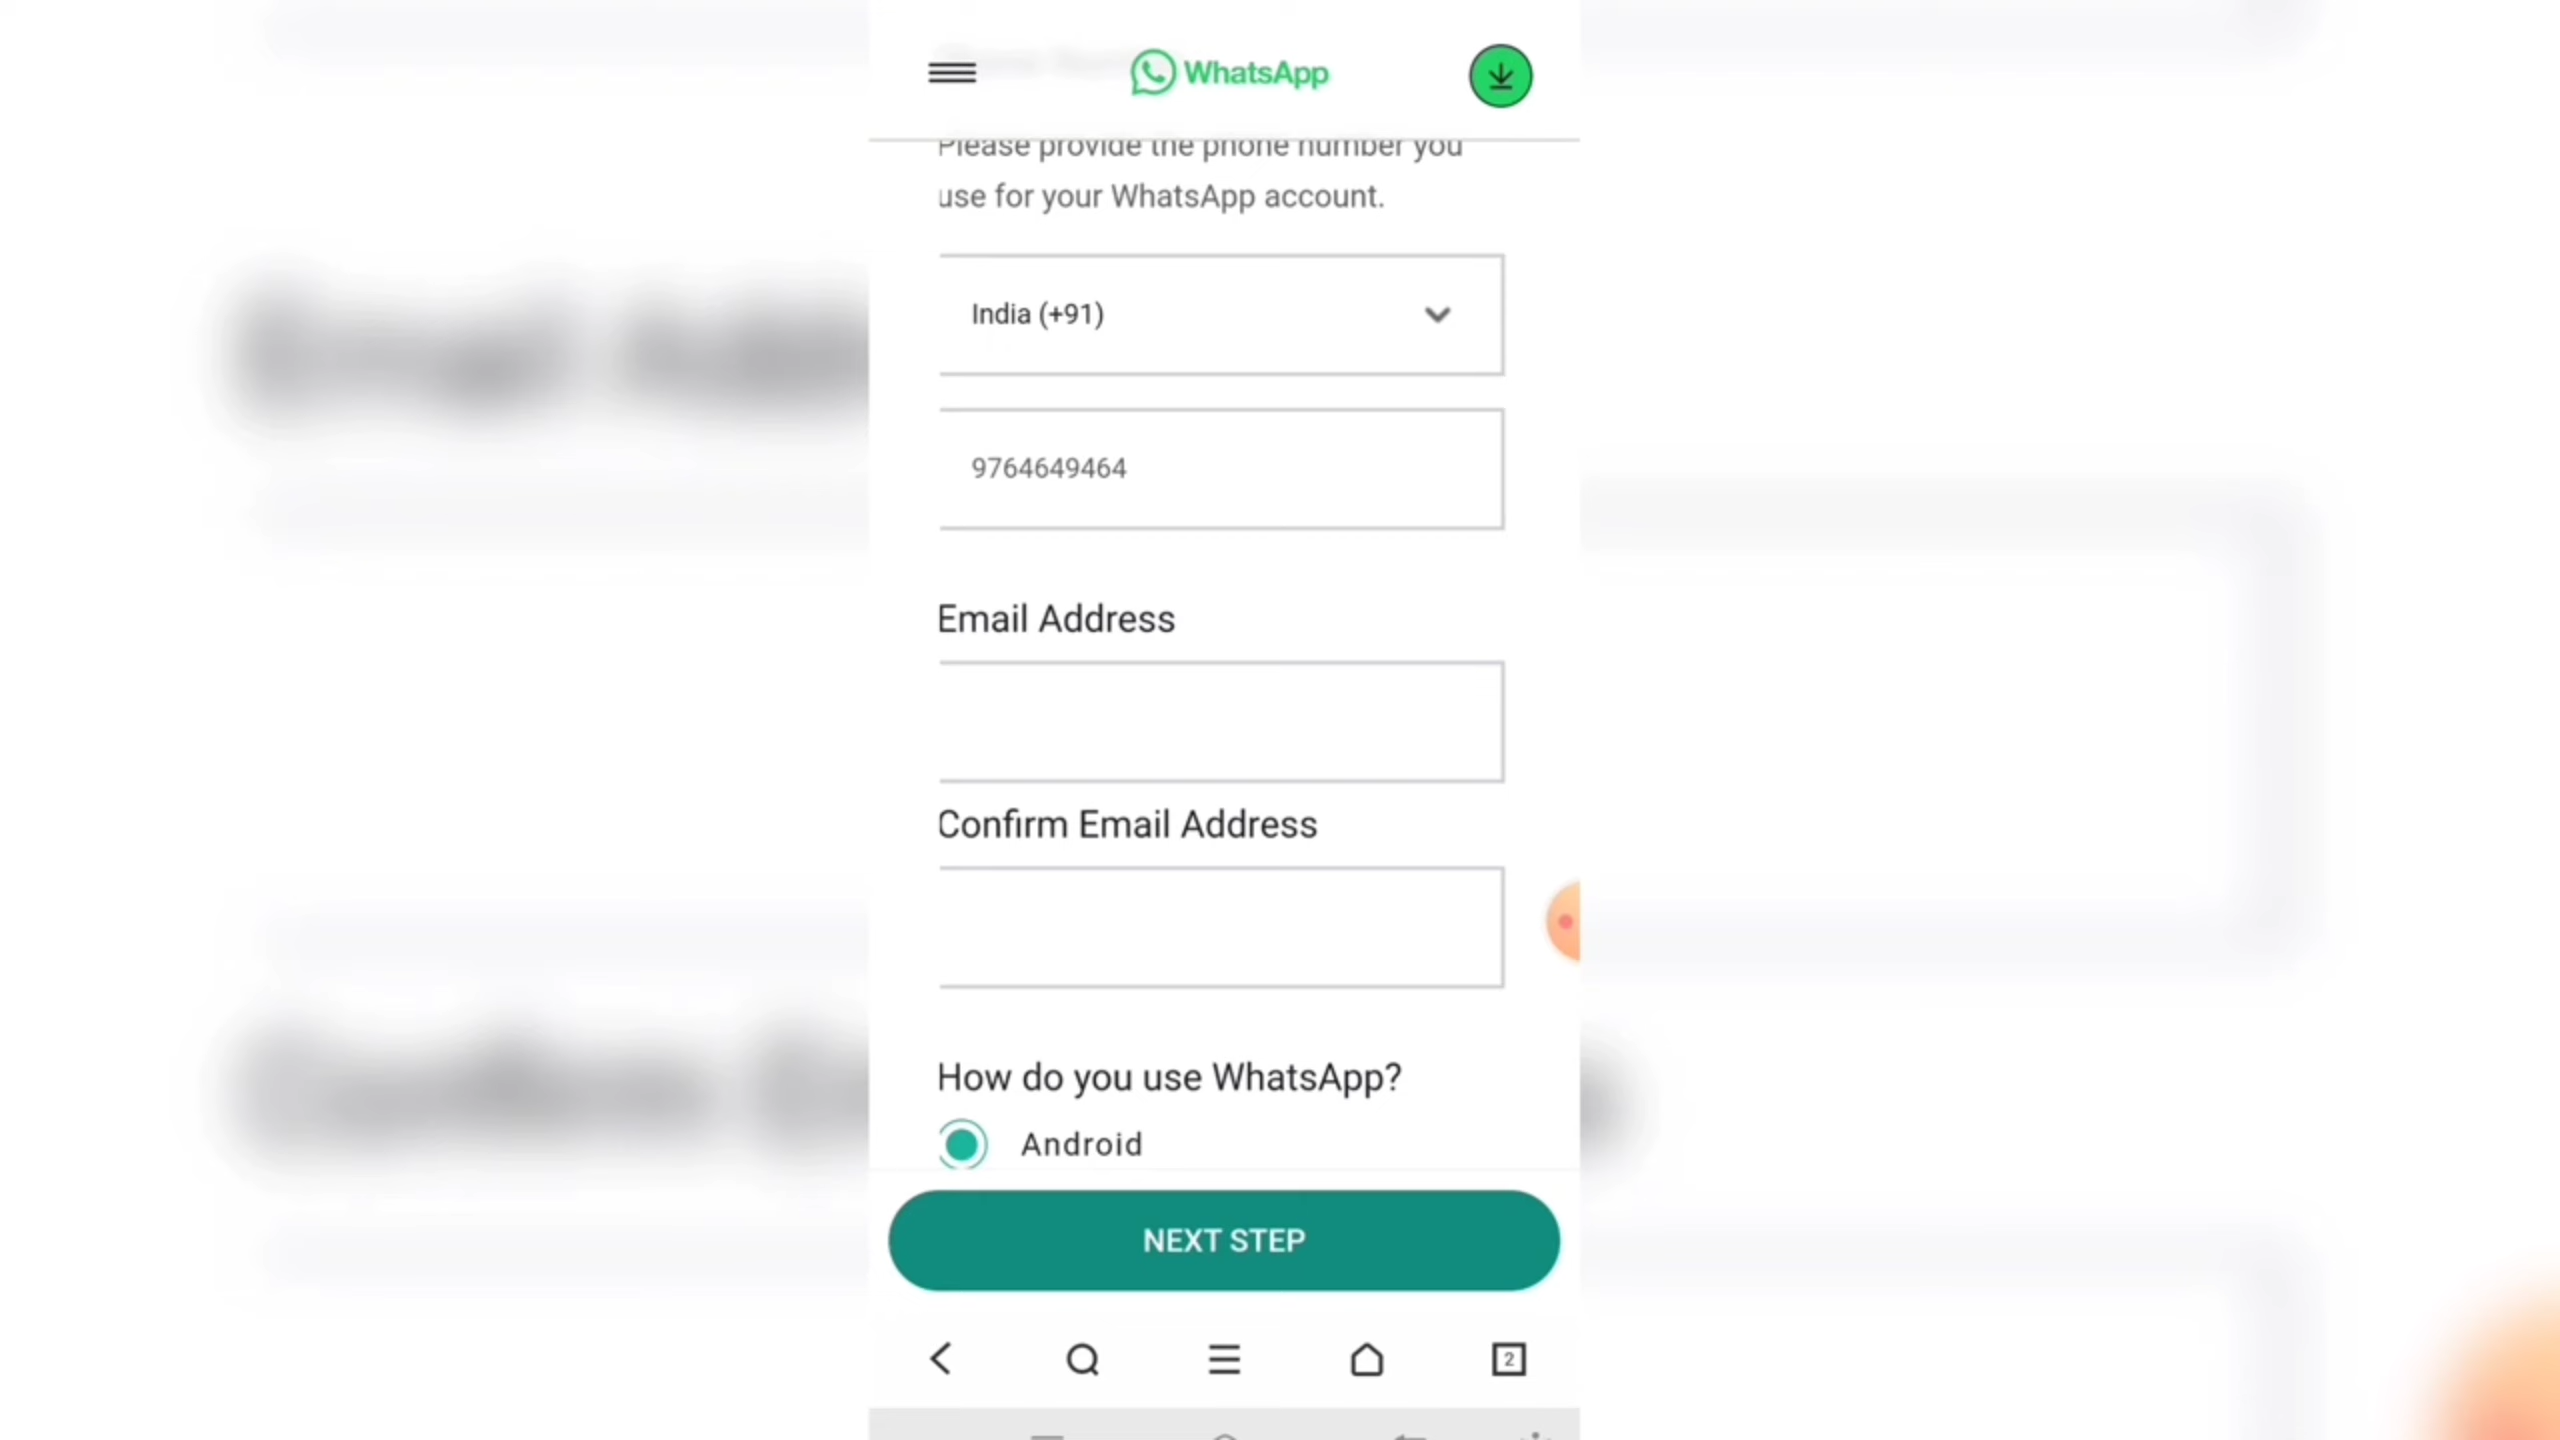 WhatsApp
Please provide the phone number you
use for your WhatsApp account.
India (+91)
9764649464
Email Address
Confirm Email Address
How do you use WhatsApp?
Android
NEXT STEP
2